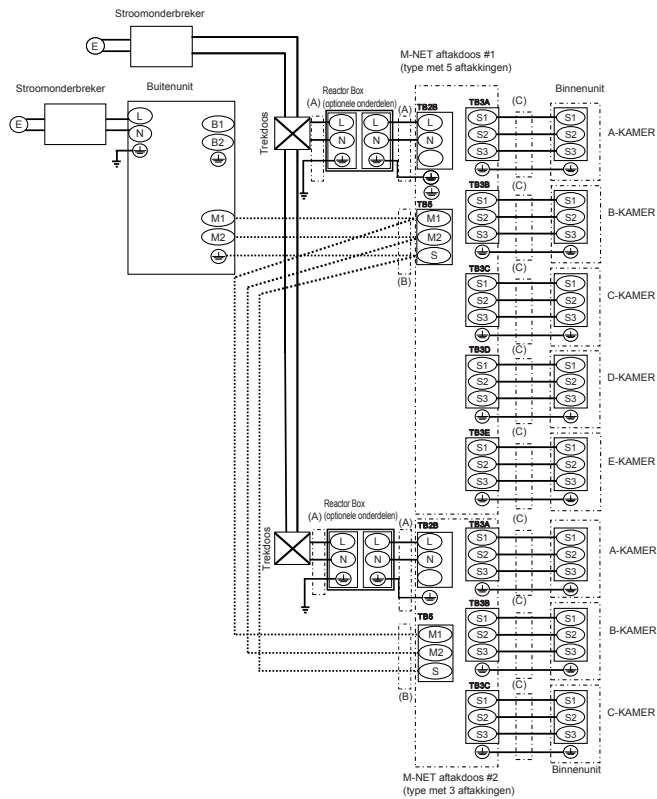 Stroomonderbreker
E
M-NET aftakdoos #1
(type met 5 aftakkingen)
Stroomonderbreker
Buitenunit
Reactor Box
(optionele onderdelen)
Binnenunit
E
L
N
B1
B2
M1
M2
Trekdoos
(A)
L
N
L
N
(A)
TB2B
L
N
TB5
M1
M2
S
(B)
TB3A
S1
S2
S3
(C)
S1
S2
S3
A-KAMER
TB3B
S1
S2
S3
(C)
S1
S2
S3
B-KAMER
TB3C
S1
S2
S3
(C)
S1
S2
S3
C-KAMER
TB3D
S1
S2
S3
(C)
S1
S2
S3
D-KAMER
TB3E
S1
S2
S3
(C)
S1
S2
S3
E-KAMER
Reactor Box
(optionele onderdelen)
Trekdoos
(A)
L
N
L
N
(A)
TB2B
L
N
TB5
M1
M2
S
(B)
TB3A
S1
S2
S3
(C)
S1
S2
S3
A-KAMER
TB3B
S1
S2
S3
(C)
S1
S2
S3
B-KAMER
TB3C
S1
S2
S3
(C)
S1
S2
S3
C-KAMER
Binnenunit
M-NET aftakdoos #2
(type met 3 aftakkingen)